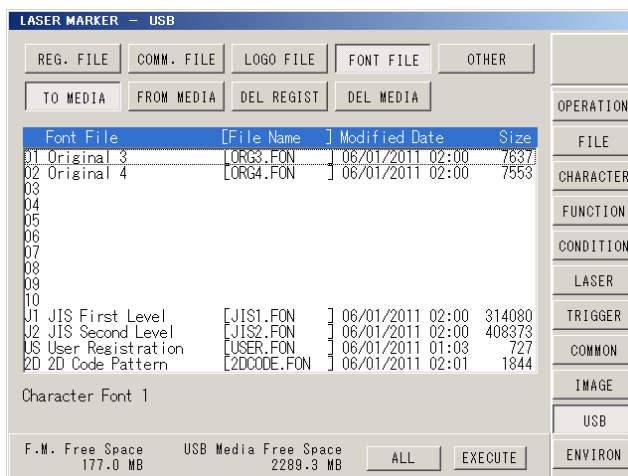 LASER MARKER – USB
REG. FILE COMM. FILE LOGO FILE FONT FILE OTHER
TO MEDIA FROM MEDIA DEL REGIST DEL MEDIA
Font File [File Name ] Modified Date Size
01 Original 3 [ORG3.FON ] 06/01/2011 02:00 7637
02 Original 4 [ORG4.FON ] 06/01/2011 02:00 7553
03
04
05
06
07
08
09
10
J1 JIS First Level [JIS1.FON ] 06/01/2011 02:00 314080
J2 JIS Second Level [JIS2.FON ] 06/01/2011 02:00 408373
US User Registration [USER.FON ] 06/01/2011 01:03 727
2D 2D Code Pattern [2DCODE.FON ] 06/01/2011 02:01 1844
Character Font 1
F.M. Free Space USB Media Free Space
177.0 MB 2289.3 MB
ALL EXECUTE
OPERATION
FILE
CHARACTER
FUNCTION
CONDITION
LASER
TRIGGER
COMMON
IMAGE
USB
ENVIRON